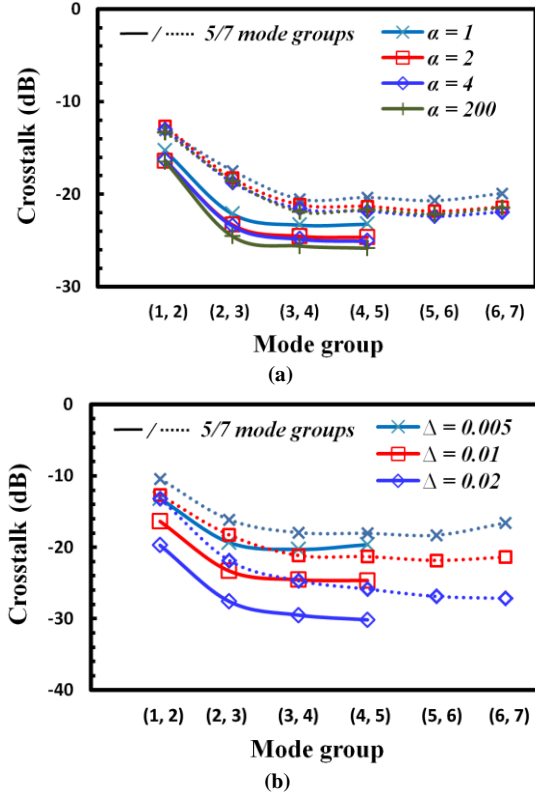 0
-10
-20
-30
Crosstalk (dB)
/ 5/7 mode groups
α = 1
α = 2
α = 4
α = 200
(1, 2) (2, 3) (3, 4) (4, 5) (5, 6) (6, 7)
Mode group
(a)
0
-10
-20
-30
-40
Crosstalk (dB)
/ 5/7 mode groups
Δ = 0.005
Δ = 0.01
Δ = 0.02
(1, 2) (2, 3) (3, 4) (4, 5) (5, 6) (6, 7)
Mode group
(b)